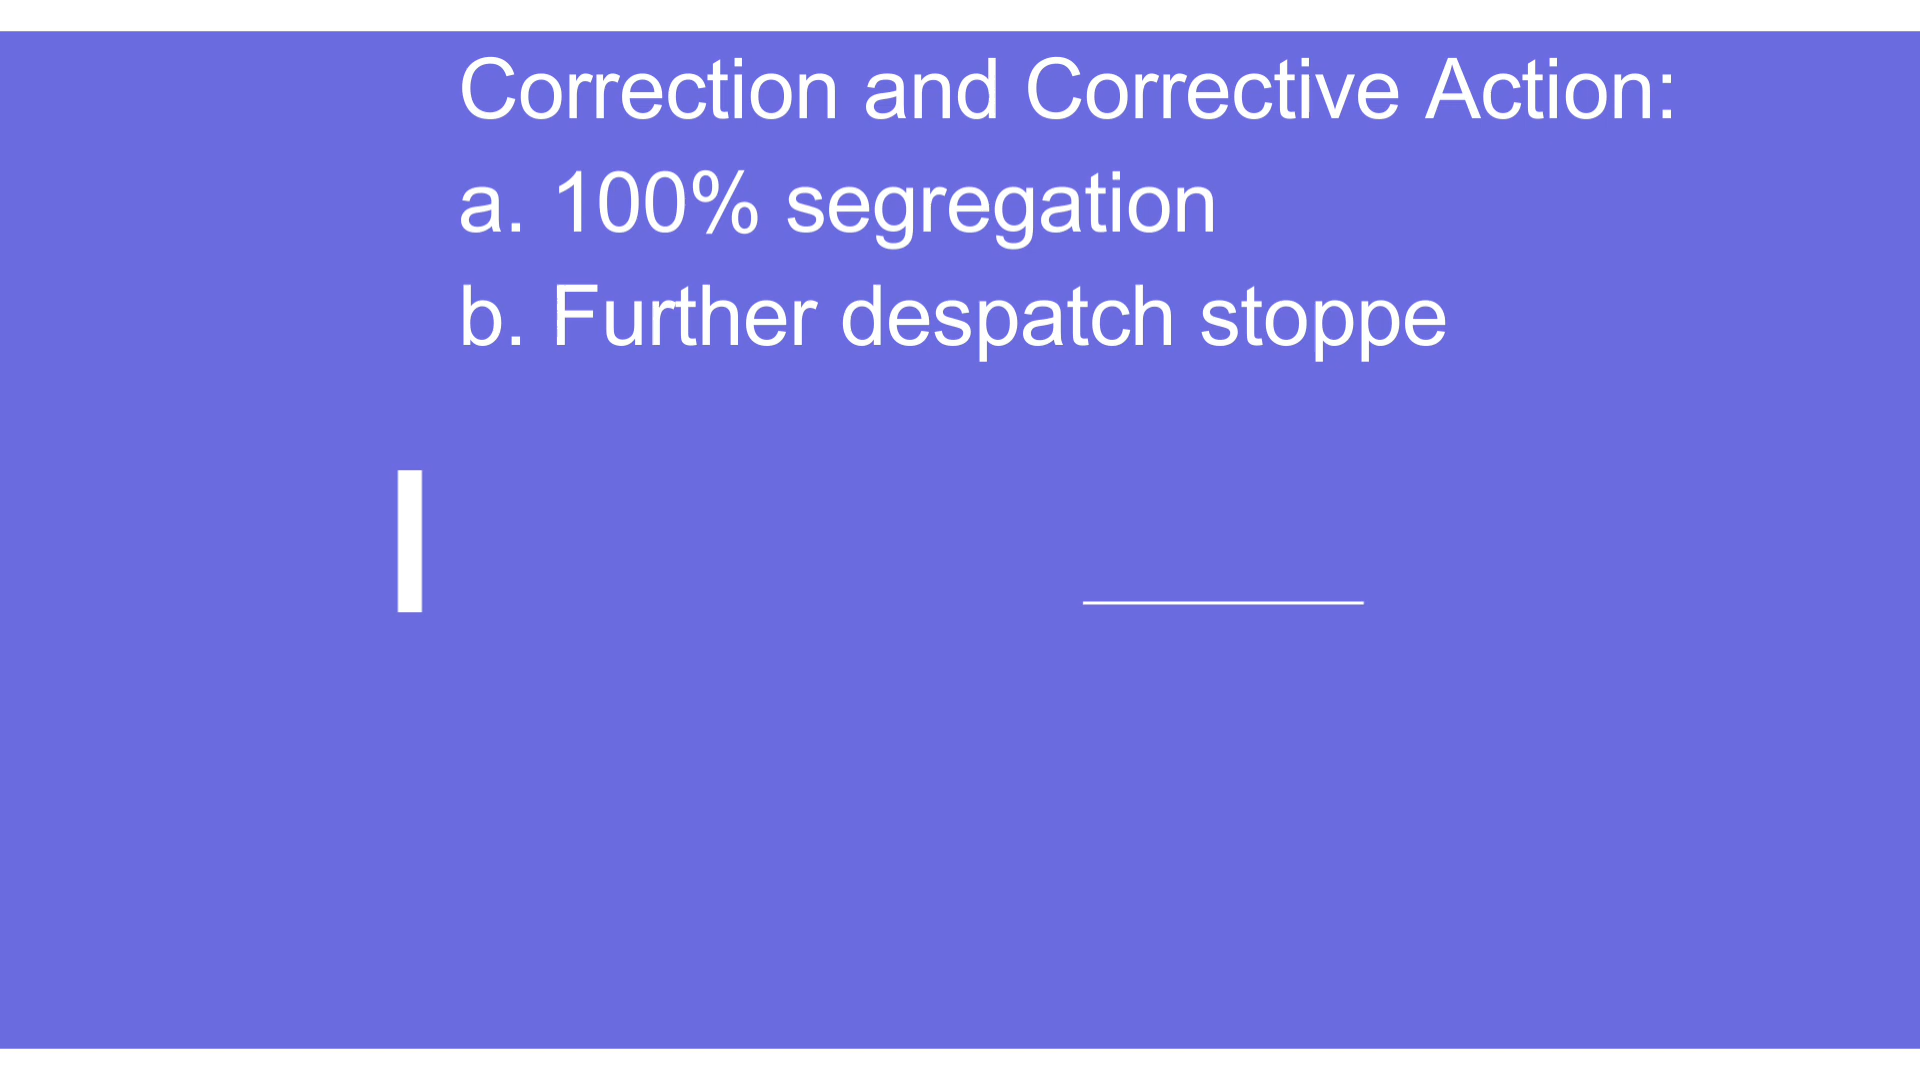 Correction and Corrective Action:
a. 100% segregation
b. Further despatch stoppe